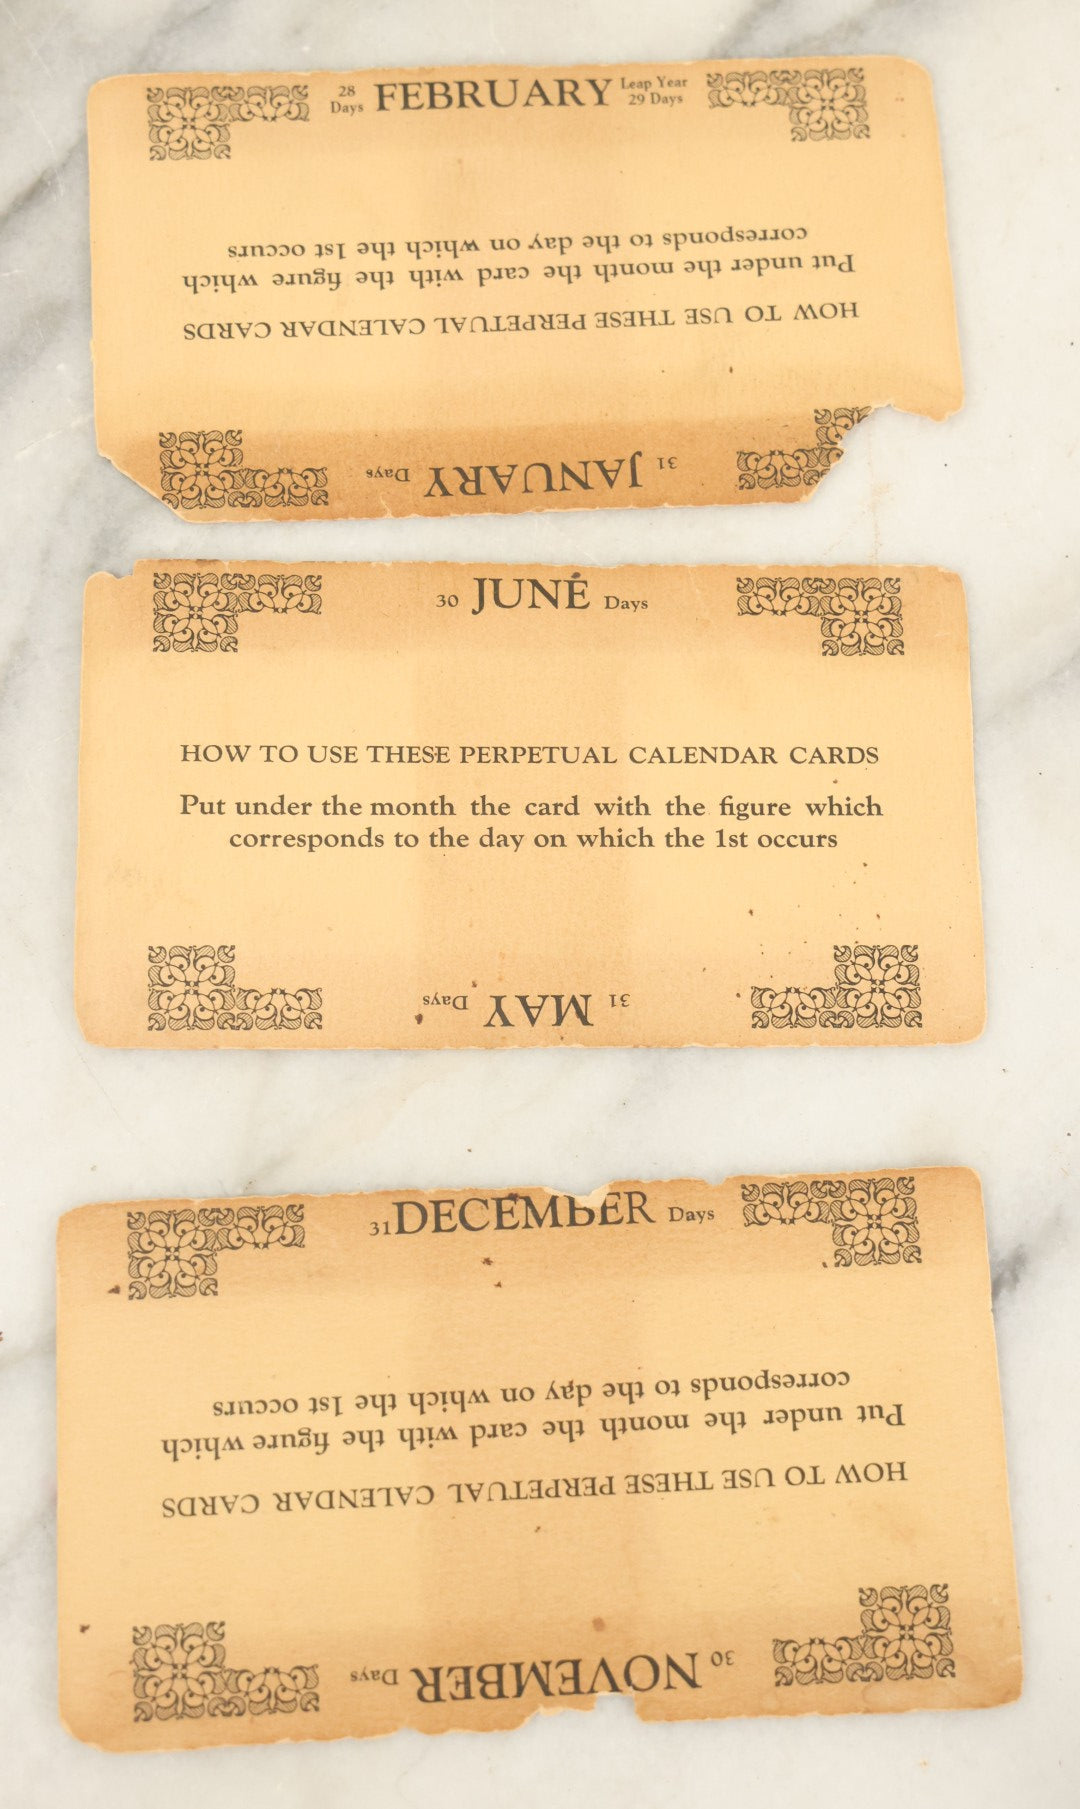 28 Days FEBRUARY Leap Year 29 Days
HOW TO USE THESE PERPETUAL CALENDAR CARDS
Put under the month the card with the figure which
corresponds to the day on which the 1st occurs
31 JANUARY Days
30 JUNE Days
HOW TO USE THESE PERPETUAL CALENDAR CARDS
Put under the month the card with the figure which
corresponds to the day on which the 1st occurs
31 MAY Days
31 DECEMBER Days
HOW TO USE THESE PERPETUAL CALENDAR CARDS
Put under the month the card with the figure which
corresponds to the day on which the 1st occurs
30 NOVEMBER Days